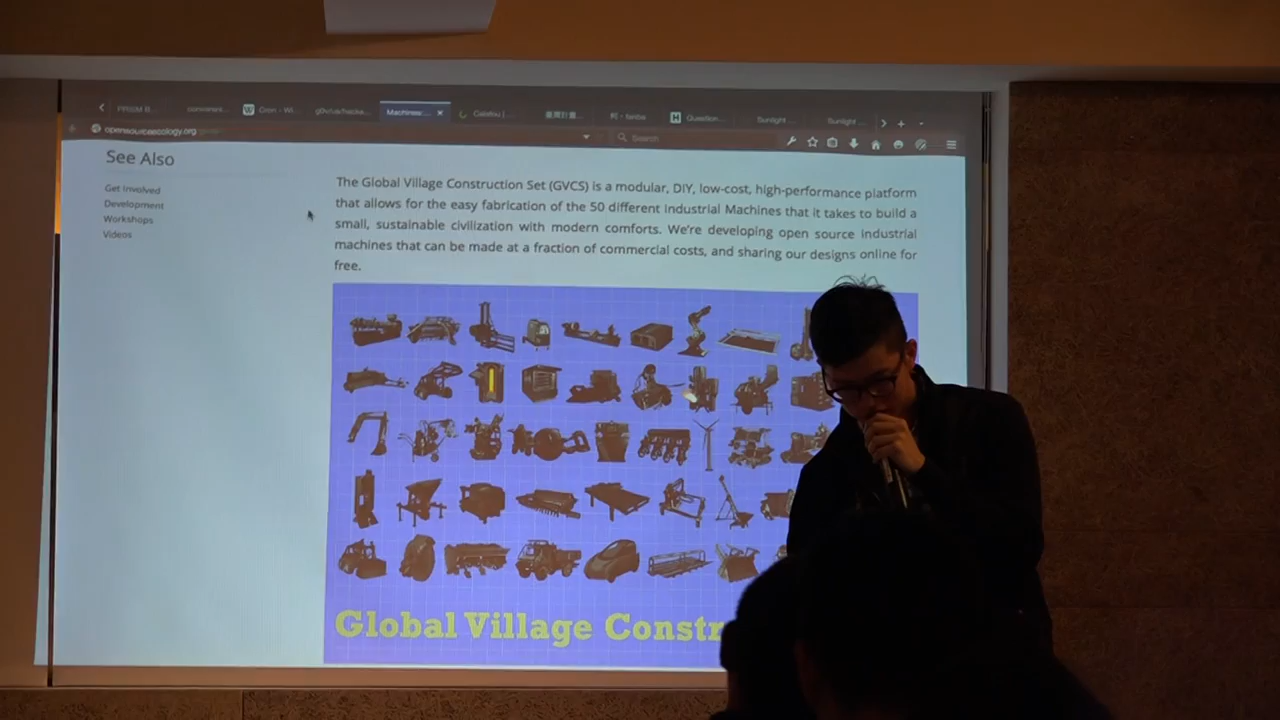 Machines:
Question...
Sunlight ...
Sunlight ...
opensourceecology.org
Search
See Also
Get Involved
Development
Workshops
Videos
The Global Village Construction Set (GVCS) is a modular, DIY, low-cost, high-performance platform
that allows for the easy fabrication of the 50 different Industrial Machines that it takes to build a
small, sustainable civilization with modern comforts. We're developing open source industrial
machines that can be made at a fraction of commercial costs, and sharing our designs online for
free.
Global Village Constr